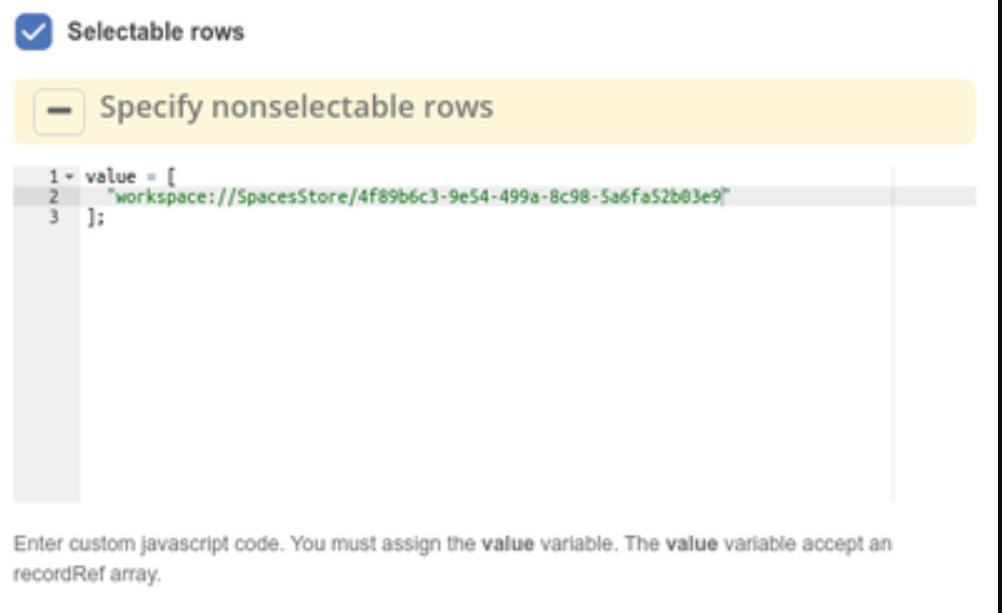 Selectable rows
Specify nonselectable rows
1 value = [
2 "workspace://SpacesStore/4f89b6c3-9e54-499a-8c98-5a6fa52b03e9"
3 ];
Enter custom javascript code. You must assign the value variable. The value variable accept an
recordRef array.